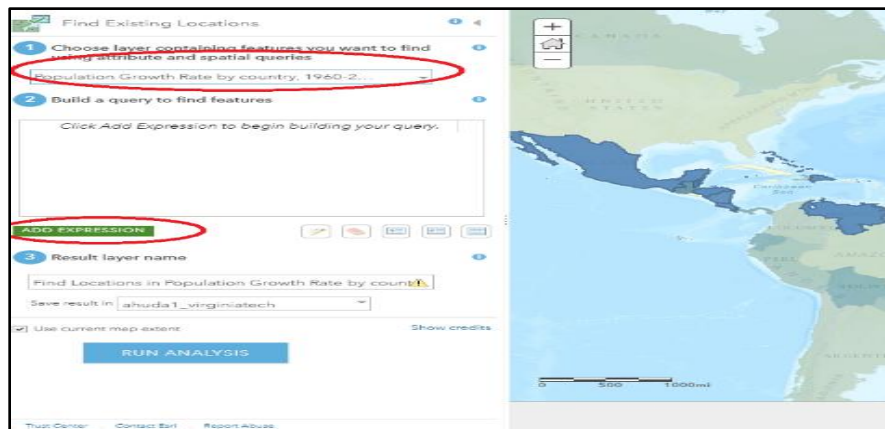 Find Existing Locations
1 Choose layer containing features you want to find using attribute and spatial queries
Population Growth Rate by country, 1960-2...
2 Build a query to find features
Click Add Expression to begin building your query.
ADD EXPRESSION
3 Result layer name
Find Locations in Population Growth Rate by count
Save result in ahuda1_virginiatech
Use current map extent
Show credits
RUN ANALYSIS
Trust Center
Contact Esri
Report Abuse
+
−
CANADA
UNITED STATES
Caribbean Sea
PERU
ARGENTI
0 500 1000mi